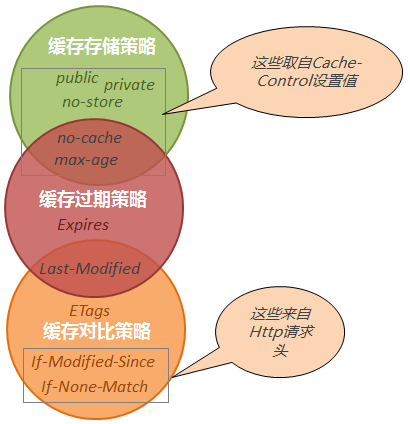 缓存存储策略
public private
no-store
no-cache
max-age
这些取自Cache-
Control设置值
缓存过期策略
Expires
Last-Modified
ETags
缓存对比策略
If-Modified-Since
If-None-Match
这些来自
Http请求
头